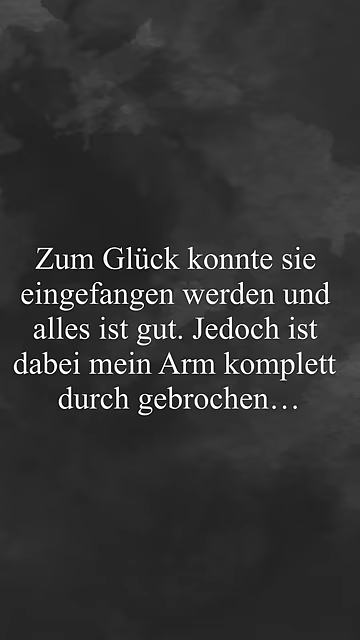 Zum Glück konnte sie
eingefangen werden und
alles ist gut. Jedoch ist
dabei mein Arm komplett
durch gebrochen...